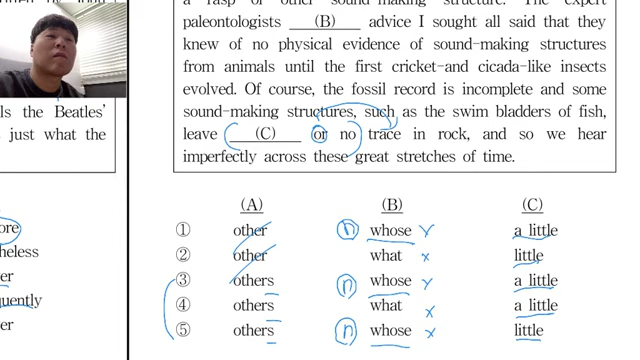 a rasp or other sound-making structure. The expert
paleontologists (B) advice I sought all said that they
knew of no physical evidence of sound-making structures
from animals until the first cricket-and cicada-like insects
evolved. Of course, the fossil record is incomplete and some
sound-making structures, such as the swim bladders of fish,
leave (C) or no trace in rock, and so we hear
imperfectly across these great stretches of time.
(A) (B) (C)
① other n whose Y a little
② other what x little
③ others n whose Y a little
④ others what x a little
⑤ others n whose x little
ls the Beatles'
just what the
ore
heless
er
quently
er